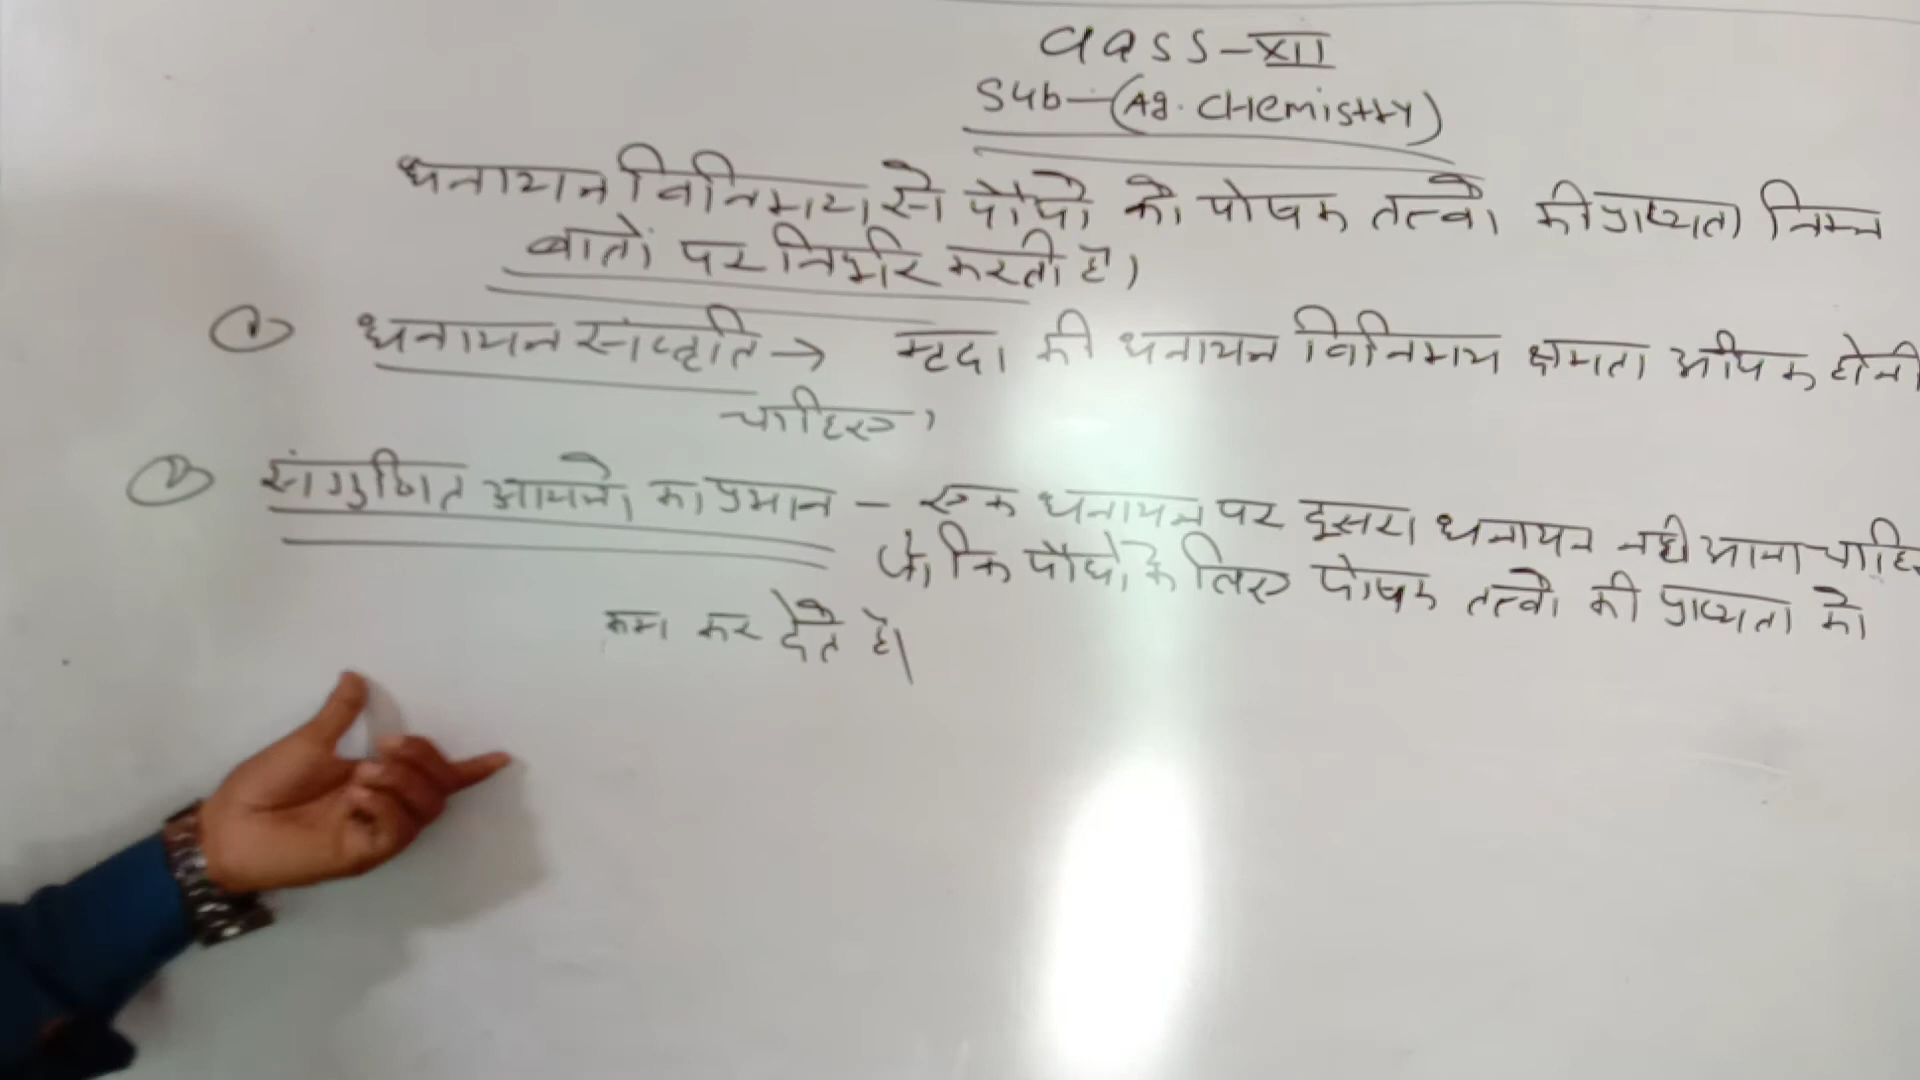 Class-XII
Sub-(Ag. Chemistry)
धनायन विनिमय से पौधो को पोषक तत्वो की प्राप्यता निम्न
बातों पर निर्भर करती है।
① धनायन संतृप्ति → मृदा की धनायन विनिमय क्षमता अधिक होनी
चाहिए।
② संगुणित आयनो का प्रभाव - एक धनायन पर दूसरा धनायन नही आना चाहिए
जो कि पौधो के लिए पोषक तत्वो की प्राप्यता को
कम कर देते है।